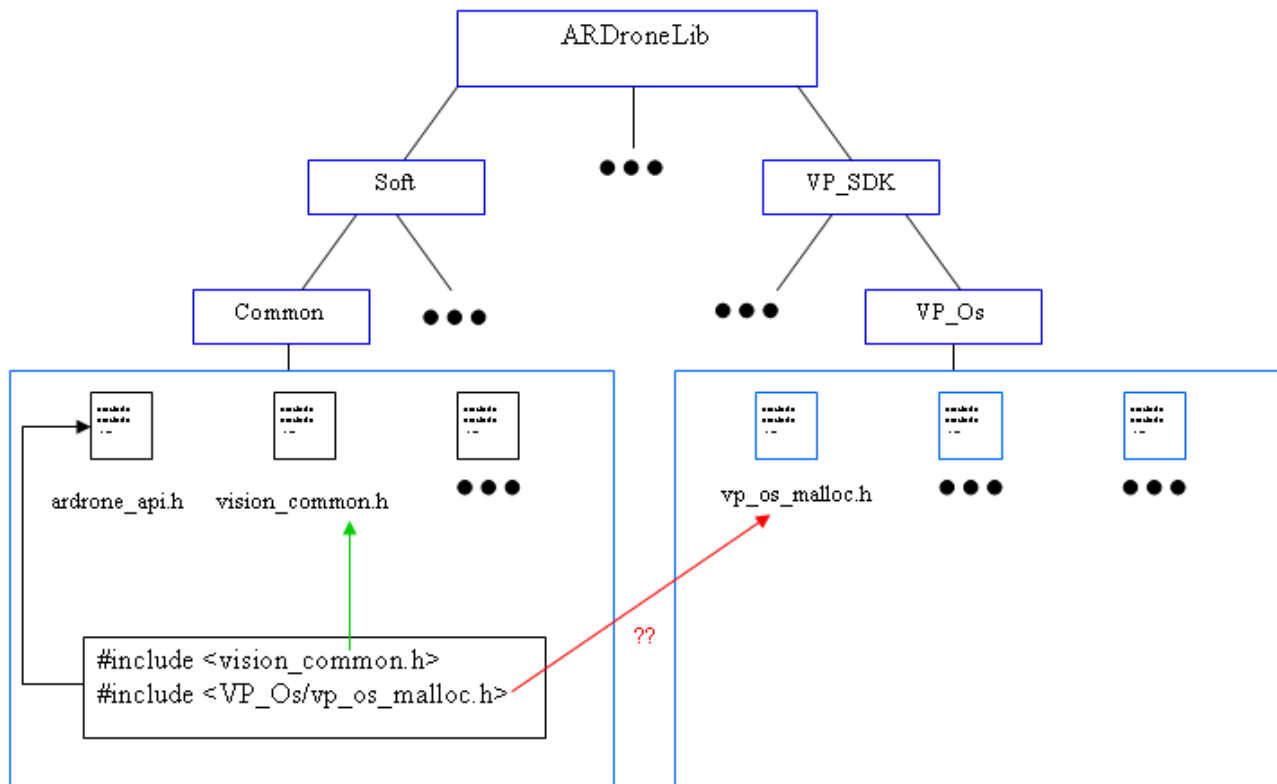 ARDroneLib
Soft
VP_SDK
Common
VP_Os
ardrone_api.h
vision_common.h
vp_os_malloc.h
??
#include <vision_common.h>
#include <VP_Os/vp_os_malloc.h>